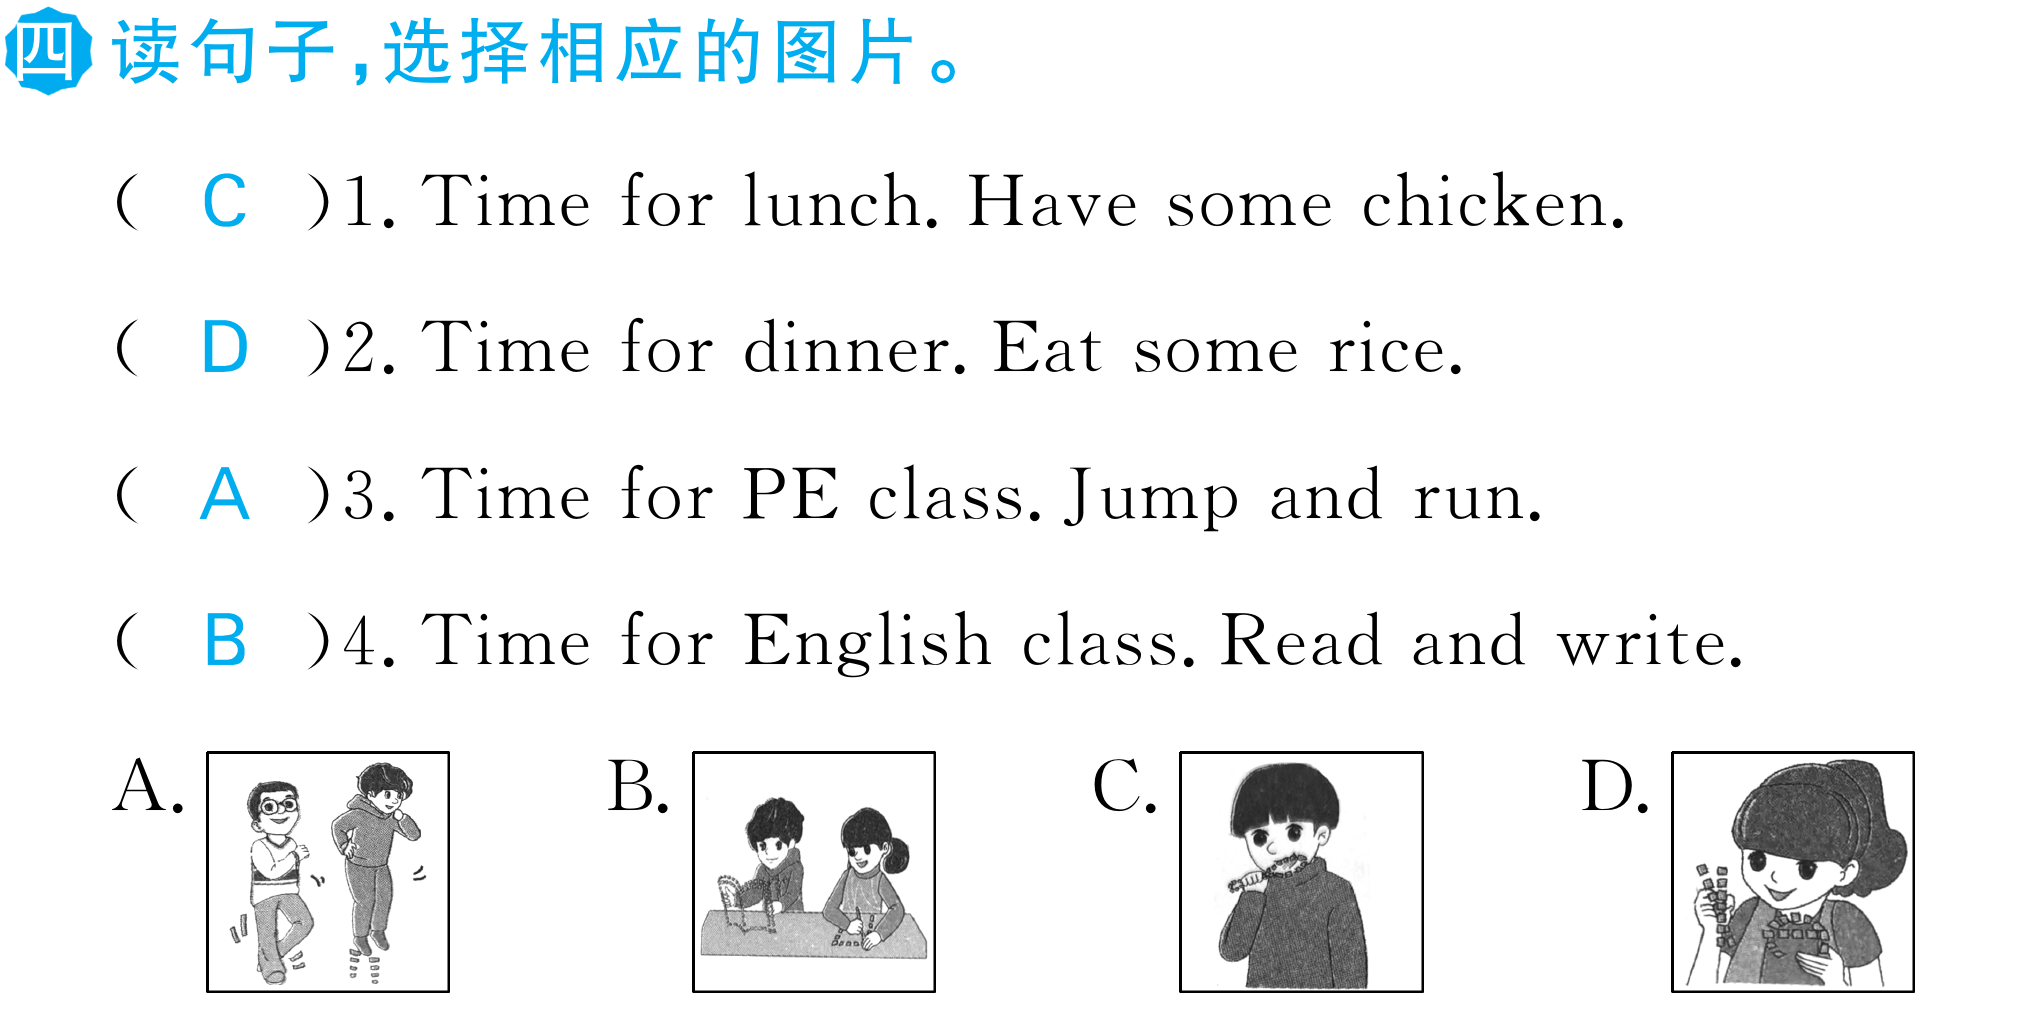 四 读句子,选择相应的图片。
( C )1. Time for lunch. Have some chicken.
( D )2. Time for dinner. Eat some rice.
( A )3. Time for PE class. Jump and run.
( B )4. Time for English class. Read and write.
A. B. C. D.